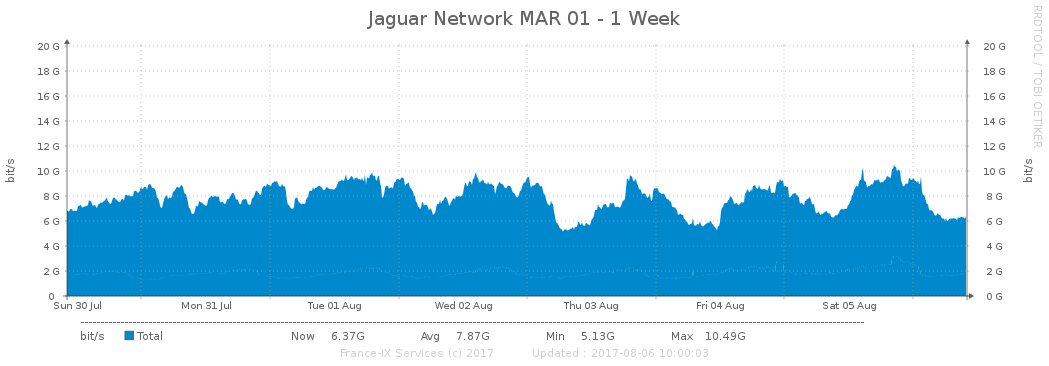 Jaguar Network MAR 01 - 1 Week
RRDTOOL / TOBI OETIKER
bit/s
bit/s
20 G 20 G
18 G 18 G
16 G 16 G
14 G 14 G
12 G 12 G
10 G 10 G
8 G 8 G
6 G 6 G
4 G 4 G
2 G 2 G
0 0 G
Sun 30 Jul Mon 31 Jul Tue 01 Aug Wed 02 Aug Thu 03 Aug Fri 04 Aug Sat 05 Aug
bit/s Total Now 6.37G Avg 7.87G Min 5.13G Max 10.49G
France-IX Services (c) 2017 Updated : 2017-08-06 10:00:03